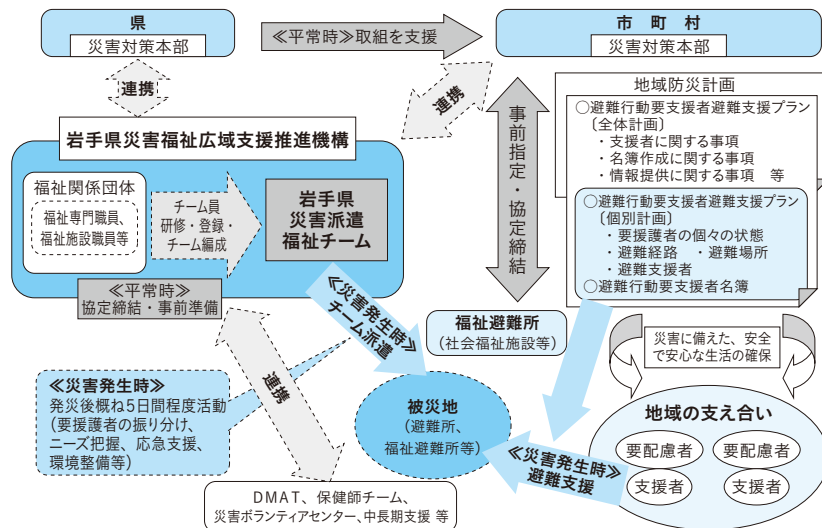 県
災害対策本部
≪平常時≫取組を支援
市 町 村
災害対策本部
連携
連携
岩手県災害福祉広域支援推進機構
福祉関係団体
福祉専門職員、
福祉施設職員等
チーム員
研修・登録・
チーム編成
岩手県
災害派遣
福祉チーム
≪平常時≫
協定締結・事前準備
事前指定・協定締結
地域防災計画
○避難行動要支援者避難支援プラン
〔全体計画〕
・支援者に関する事項
・名簿作成に関する事項
・情報提供に関する事項 等
○避難行動要支援者避難支援プラン
〔個別計画〕
・要援護者の個々の状態
・避難経路 ・避難場所
・避難支援者
○避難行動要支援者名簿
≪災害発生時≫
チーム派遣
福祉避難所
(社会福祉施設等)
災害に備えた、安全
で安心な生活の確保
≪災害発生時≫
発災後概ね5日間程度活動
(要援護者の振り分け、
ニーズ把握、応急支援、
環境整備等)
連携
被災地
(避難所、
福祉避難所等)
≪災害発生時≫
避難支援
地域の支え合い
要配慮者 要配慮者
支援者 支援者
DMAT、保健師チーム、
災害ボランティアセンター、中長期支援 等